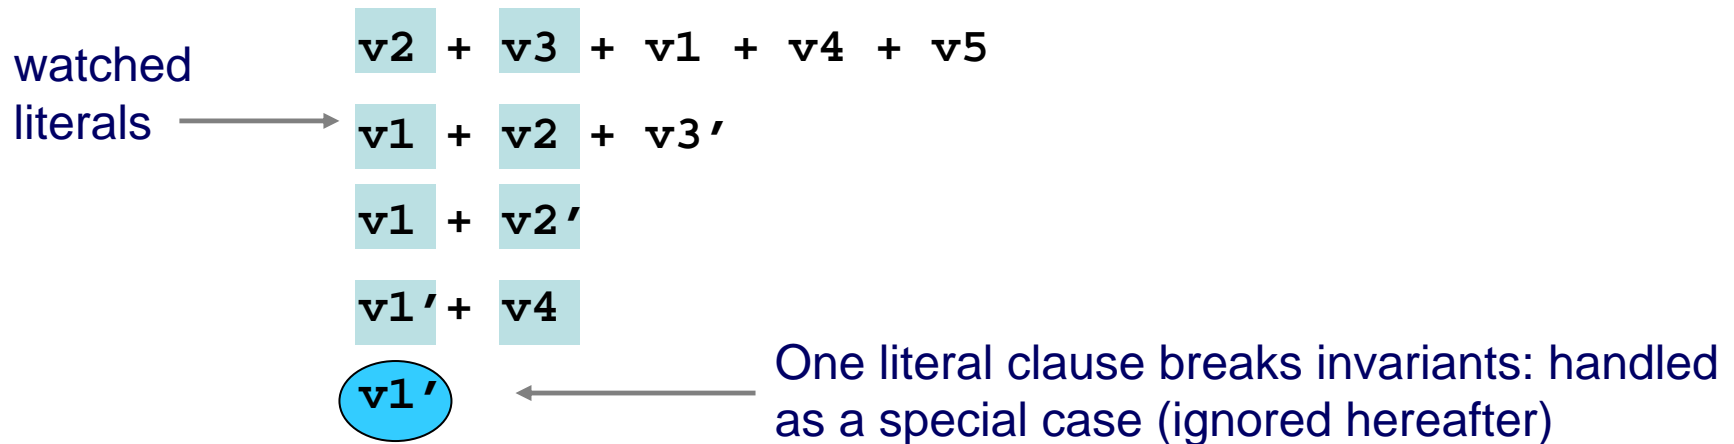 watched
literals
v2 + v3 + v1 + v4 + v5
v1 + v2 + v3′
v1 + v2′
v1′+ v4
v1′
One literal clause breaks invariants: handled
as a special case (ignored hereafter)